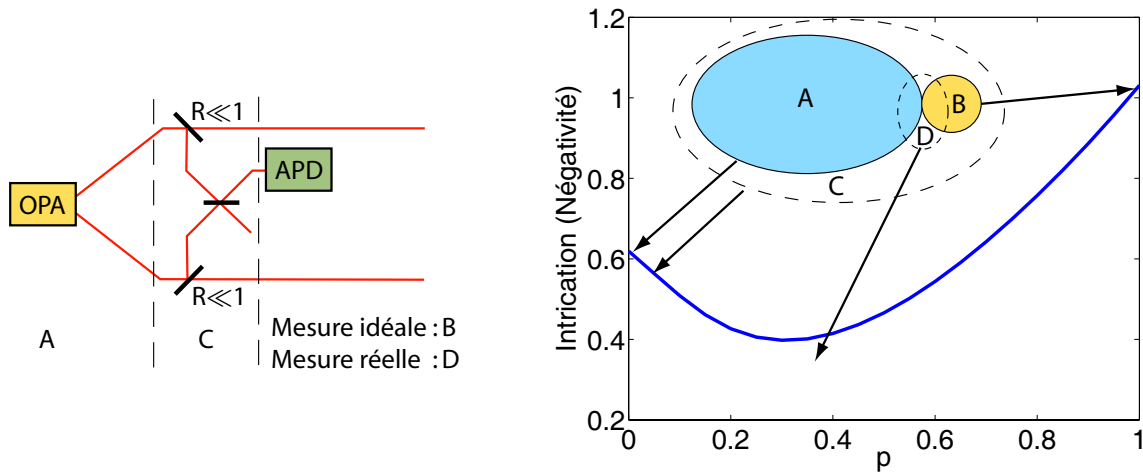 R≪1
OPA
APD
R≪1
A
C
Mesure idéale : B
Mesure réelle : D
Intrication (Négativité)
1.2
1
0.8
0.6
0.4
0.2
A
B
D
C
0
0.2
0.4
0.6
0.8
1
p